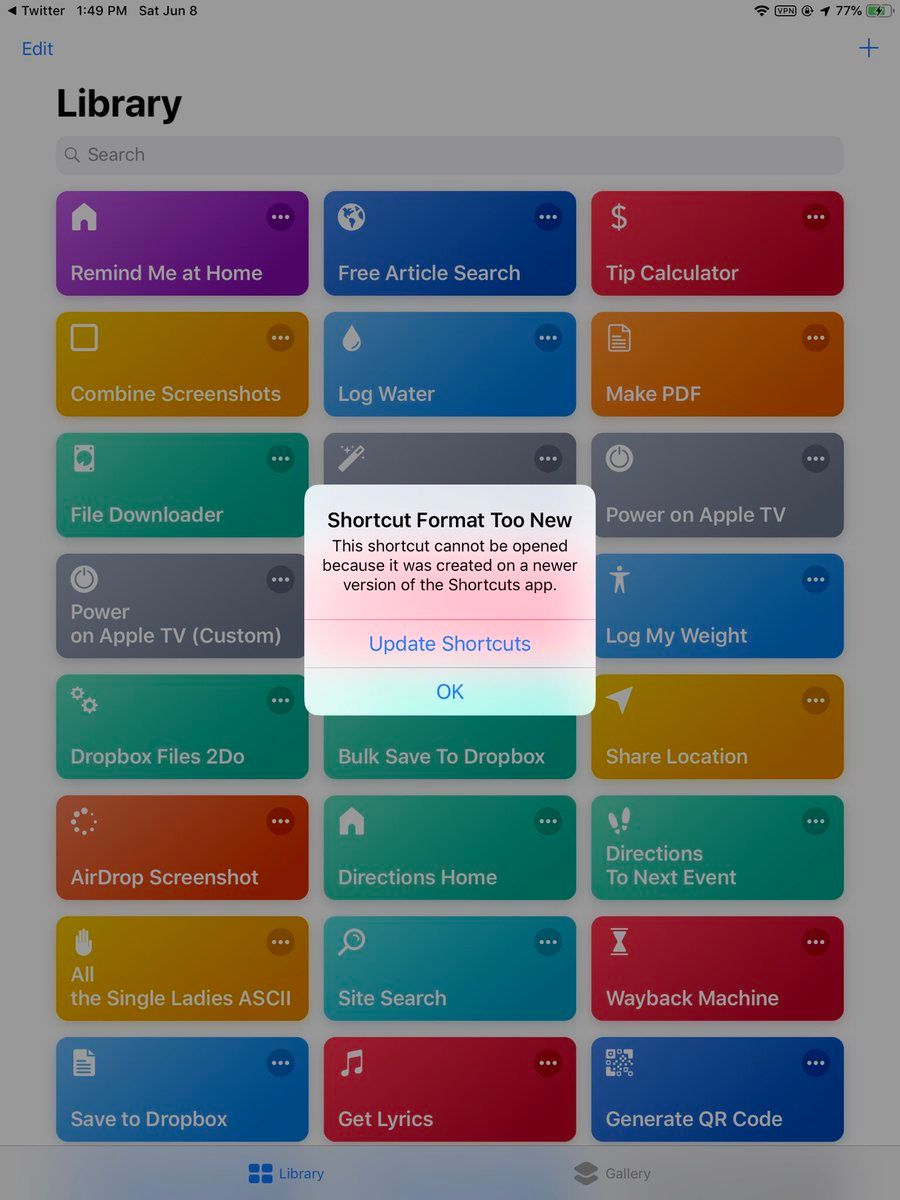 Twitter 1:49 PM Sat Jun 8 VPN 77%
Edit
Library
Search
Remind Me at Home
Free Article Search
Tip Calculator
Combine Screenshots
Log Water
Make PDF
File Downloader
Power on Apple TV
Shortcut Format Too New
This shortcut cannot be opened
because it was created on a newer
version of the Shortcuts app.
Update Shortcuts
OK
Power
on Apple TV (Custom)
Log My Weight
Dropbox Files 2Do
Bulk Save To Dropbox
Share Location
AirDrop Screenshot
Directions Home
Directions
To Next Event
All
the Single Ladies ASCII
Site Search
Wayback Machine
Save to Dropbox
Get Lyrics
Generate QR Code
Library
Gallery